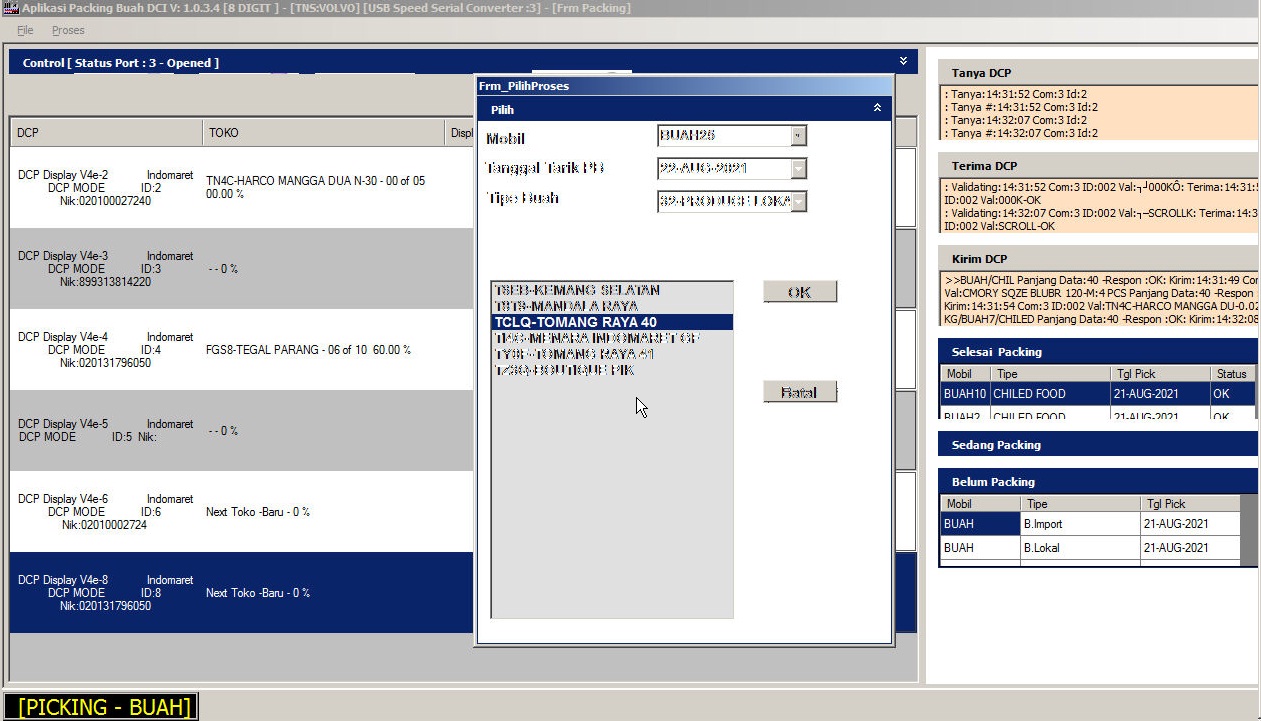 Aplikasi Packing Buah DCI V: 1.0.3.4 [8 DIGIT ] - [TNS:VOLVO] [USB Speed Serial Converter :3] - [Frm Packing]
File Proses
Control [ Status Port : 3 - Opened ]
DCP TOKO Displ
DCP Display V4e-2 Indomaret
DCP MODE ID:2
Nik:020100027240
TN4C-HARCO MANGGA DUA N-30 - 00 of 05
00.00 %
DCP Display V4e-3 Indomaret
DCP MODE ID:3
Nik:899313814220
- - 0 %
DCP Display V4e-4 Indomaret
DCP MODE ID:4
Nik:020131796050
FGS8-TEGAL PARANG - 06 of 10 60.00 %
DCP Display V4e-5 Indomaret
DCP MODE ID:5 Nik:
- - 0 %
DCP Display V4e-6 Indomaret
DCP MODE ID:6
Nik:02010002724
Next Toko -Baru - 0 %
DCP Display V4e-8 Indomaret
DCP MODE ID:8
Nik:020131796050
Next Toko -Baru - 0 %
Frm_PilihProses
Pilih
Mobil BUAH26
Tanggal Tarik PB 22-AUG-2021
Tipe Buah 32-PRODUCE LOKA
KEMANG SELATAN
MANDALA RAYA
TCLQ-TOMANG RAYA 40
MENARA INDOMARET
TOMANG RAYA 41
BOUTIQUE PIK
OK
Batal
Tanya DCP
: Tanya:14:31:52 Com:3 Id:2
: Tanya #:14:31:52 Com:3 Id:2
: Tanya:14:32:07 Com:3 Id:2
: Tanya #:14:32:07 Com:3 Id:2
Terima DCP
: Validating:14:31:52 Com:3 ID:002 Val:┐┘000KÔ: Terima:14:31:5
ID:002 Val:000K-OK
: Validating:14:32:07 Com:3 ID:002 Val:┐─SCROLLK: Terima:14:3
ID:002 Val:SCROLL-OK
Kirim DCP
>>BUAH/CHIL Panjang Data:40 -Respon :OK: Kirim:14:31:49 Co
Val:CMORY SQZE BLUBR 120-M:4 PCS Panjang Data:40 -Respon
Kirim:14:31:54 Com:3 ID:002 Val:TN4C-HARCO MANGGA DU-0.02
KG/BUAH7/CHILED Panjang Data:40 -Respon :OK: Kirim:14:32:08
Selesai Packing
Mobil Tipe Tgl Pick Status
BUAH10 CHILED FOOD 21-AUG-2021 OK
BUAH2 CHILED FOOD 21-AUG-2021 OK
Sedang Packing
Belum Packing
Mobil Tipe Tgl Pick
BUAH B.Import 21-AUG-2021
BUAH B.Lokal 21-AUG-2021
[PICKING - BUAH]